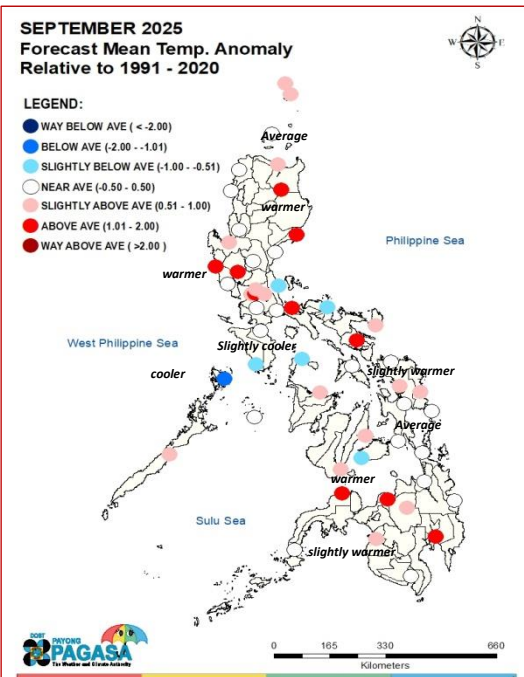 SEPTEMBER 2025
Forecast Mean Temp. Anomaly
Relative to 1991 - 2020
N
W E
S
LEGEND:
WAY BELOW AVE ( < -2.00)
BELOW AVE (-2.00 - -1.01)
SLIGHTLY BELOW AVE (-1.00 - -0.51)
NEAR AVE (-0.50 - 0.50)
SLIGHTLY ABOVE AVE (0.51 - 1.00)
ABOVE AVE (1.01 - 2.00)
WAY ABOVE AVE ( >2.00 )
Average
warmer
Philippine Sea
warmer
West Philippine Sea
Slightly cooler
cooler
slightly warmer
Average
warmer
Sulu Sea
slightly warmer
DOST
PAYONG
PAGASA
The Weather and Climate Authority
0 165 330 660
Kilometers